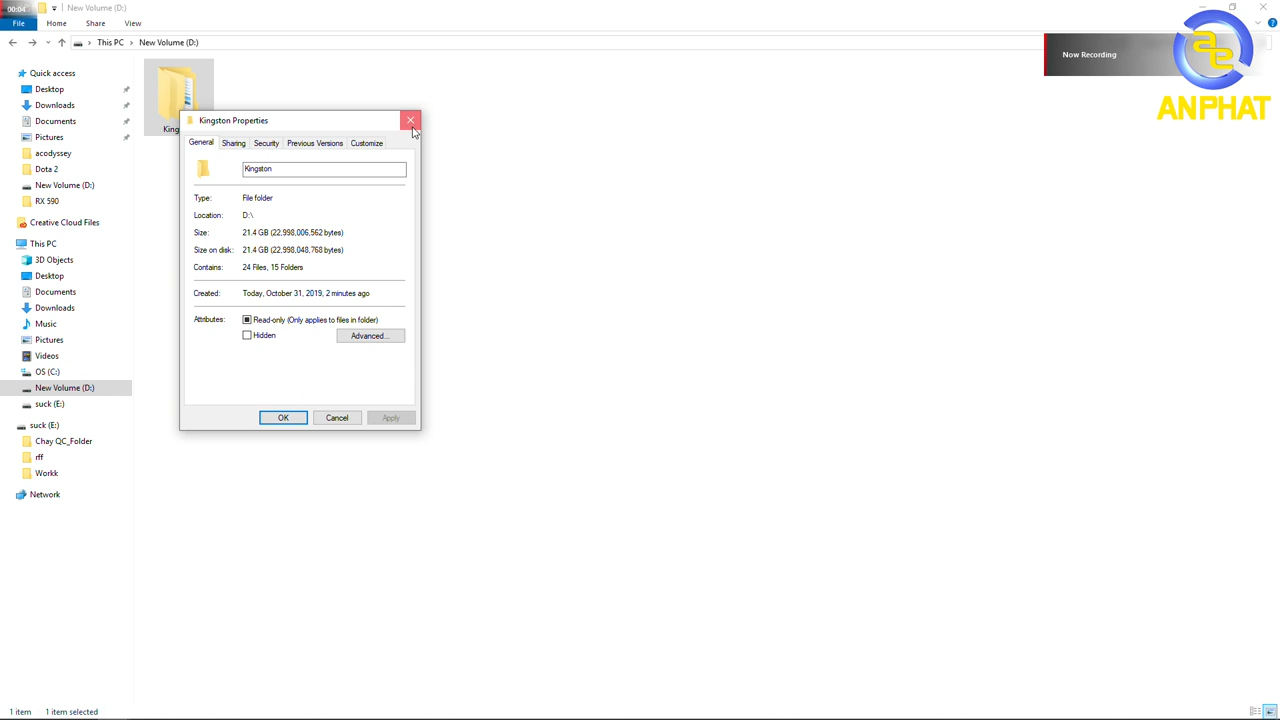 00:04
New Volume (D:)
File Home Share View
This PC New Volume (D:)
Now Recording
ANPHAT
Quick access
Desktop
Downloads
Documents
Pictures
acodyssey
Dota 2
New Volume (D:)
RX 590
Creative Cloud Files
This PC
3D Objects
Desktop
Documents
Downloads
Music
Pictures
Videos
OS (C:)
New Volume (D:)
suck (E:)
suck (E:)
Chay QC_Folder
rff
Workk
Network
King
Kingston Properties
General Sharing Security Previous Versions Customize
Kingston
Type: File folder
Location: D:\
Size: 21.4 GB (22,998,006,562 bytes)
Size on disk: 21.4 GB (22,998,048,768 bytes)
Contains: 24 Files, 15 Folders
Created: Today, October 31, 2019, 2 minutes ago
Attributes: Read-only (Only applies to files in folder)
Hidden Advanced...
OK Cancel Apply
1 item 1 item selected